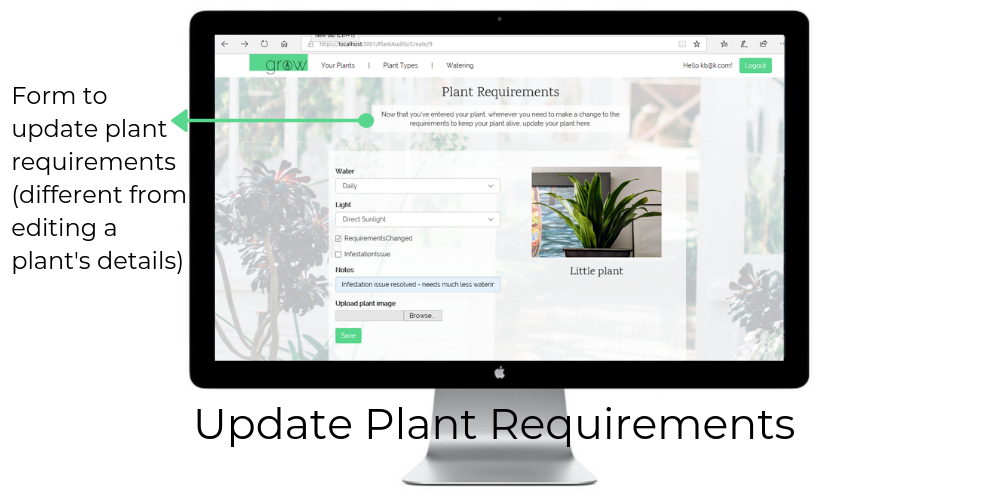 New tab (Ctrl+T)
https://localhost:5001/PlantAudits/Create/9
grow
Your Plants | Plant Types | Watering
Hello kb@k.com!
Logout
Plant Requirements
Now that you've entered your plant, whenever you need to make a change to the
requirements to keep your plant alive, update your plant here.
Form to
update plant
requirements
(different from
editing a
plant's details)
Water
Daily
Light
Direct Sunlight
RequirementsChanged
InfestationIssue
Notes
Infestation issue resolved - needs much less waterin
Upload plant image
Browse...
Save
Little plant
Update Plant Requirements